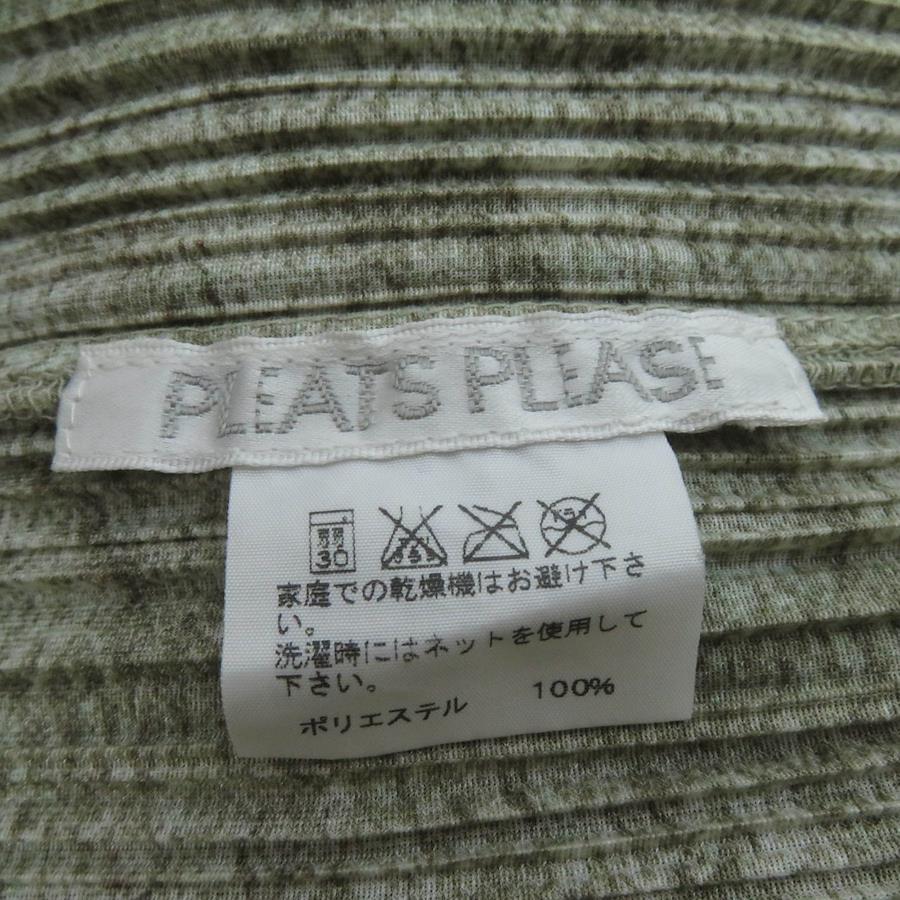 PLEATS PLEASE
30
家庭での乾燥機はお避け下さ
い。
洗濯時にはネットを使用して
下さい。
ポリエステル 100%